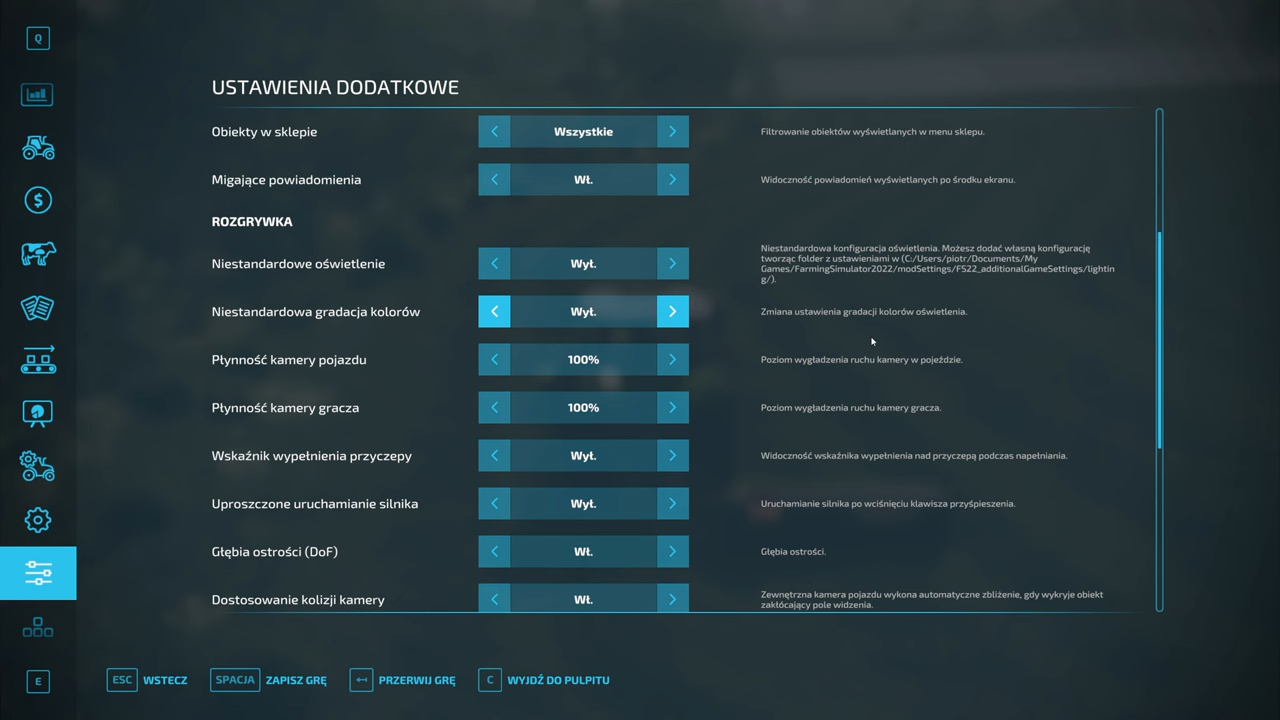 Q
USTAWIENIA DODATKOWE
Obiekty w sklepie
Wszystkie
Filtrowanie obiektów wyświetlanych w menu sklepu.
Migające powiadomienia
Wł.
Widoczność powiadomień wyświetlanych po środku ekranu.
ROZGRYWKA
Niestandardowe oświetlenie
Wył.
Niestandardowa konfiguracja oświetlenia. Możesz dodać własną konfigurację
tworząc folder z ustawieniami w (C:/Users/piotr/Documents/My
Games/FarmingSimulator2022/modSettings/FS22_additionalGameSettings/lightin
g/).
Niestandardowa gradacja kolorów
Wył.
Zmiana ustawienia gradacji kolorów oświetlenia.
Płynność kamery pojazdu
100%
Poziom wygładzenia ruchu kamery w pojeździe.
Płynność kamery gracza
100%
Poziom wygładzenia ruchu kamery gracza.
Wskaźnik wypełnienia przyczepy
Wył.
Widoczność wskaźnika wypełnienia nad przyczepą podczas napełniania.
Uproszczone uruchamianie silnika
Wył.
Uruchamianie silnika po wciśnięciu klawisza przyśpieszenia.
Głębia ostrości (DoF)
Wł.
Głębia ostrości.
Dostosowanie kolizji kamery
Wł.
Zewnętrzna kamera pojazdu wykona automatyczne zbliżenie, gdy wykryje obiekt
zakłócający pole widzenia.
E
ESC WSTECZ
SPACJA ZAPISZ GRĘ
PRZERWIJ GRĘ
C WYJDŹ DO PULPITU